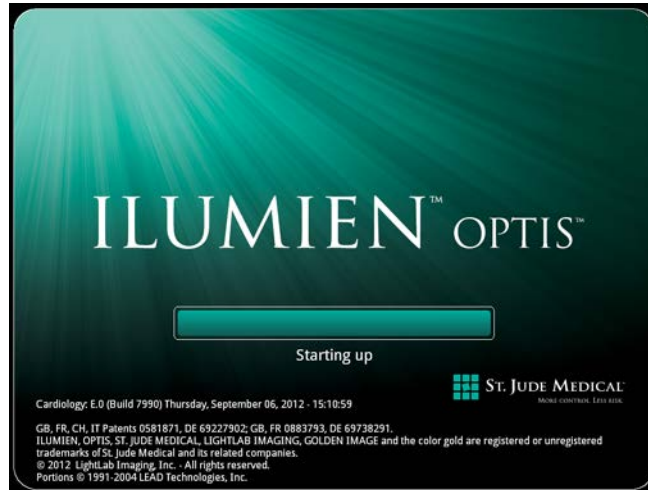 ILUMIEN™ OPTIS™
Starting up
ST. JUDE MEDICAL
MORE CONTROL. LESS RISK.
Cardiology: E.0 (Build 7990) Thursday, September 06, 2012 - 15:10:59
GB, FR, CH, IT Patents 0581871, DE 69227902; GB, FR 0883793, DE 69738291.
ILUMIEN, OPTIS, ST. JUDE MEDICAL, LIGHTLAB IMAGING, GOLDEN IMAGE and the color gold are registered or unregistered
trademarks of St. Jude Medical and its related companies.
© 2012 LightLab Imaging, Inc. - All rights reserved.
Portions © 1991-2004 LEAD Technologies, Inc.